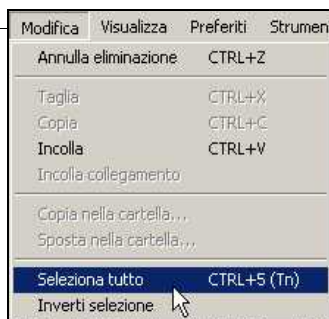 Modifica Visualizza Preferiti Strumen
Annulla eliminazione CTRL+Z
Taglia CTRL+X
Copia CTRL+C
Incolla CTRL+V
Incolla collegamento
Copia nella cartella...
Sposta nella cartella...
Seleziona tutto CTRL+5 (Tn)
Inverti selezione